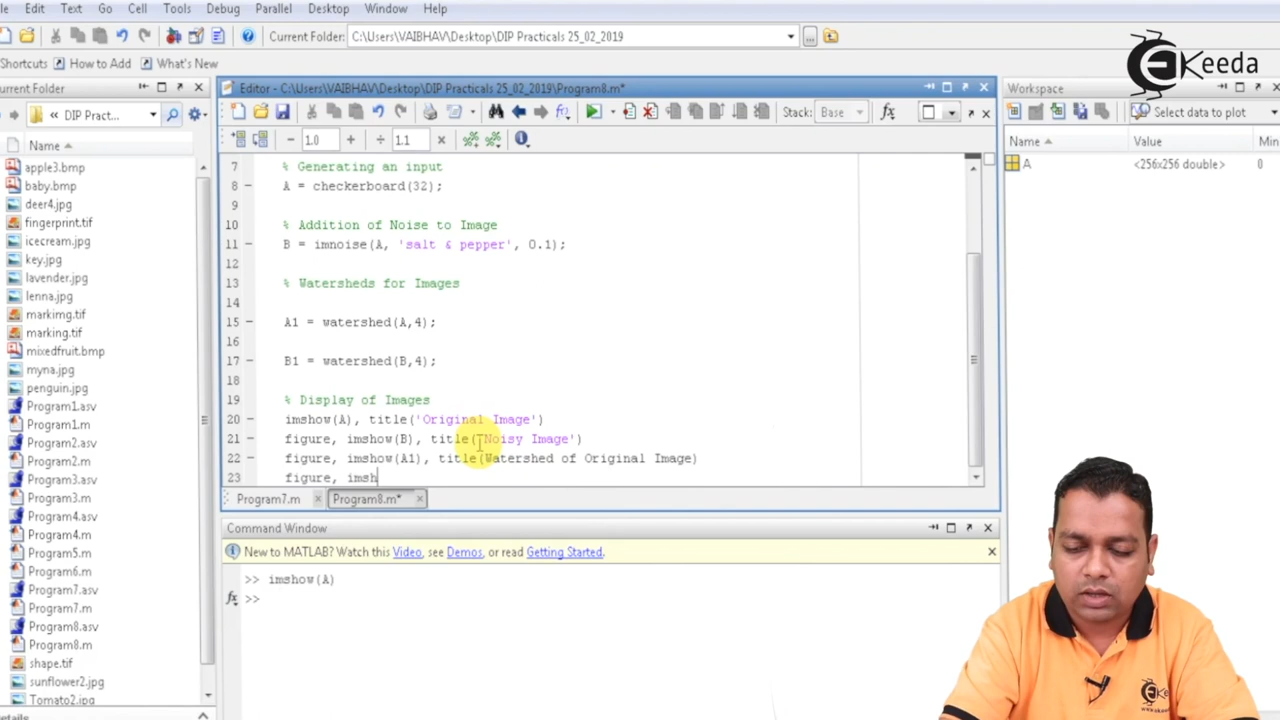 le Edit Text Go Cell Tools Debug Parallel Desktop Window Help
Current Folder: C:\Users\VAIBHAV\Desktop\DIP Practicals 25_02_2019
Shortcuts How to Add What's New
eKeeda
urrent Folder
Editor - C:\Users\VAIBHAV\Desktop\DIP Practicals 25_02_2019\Program8.m*
Workspace
« DIP Pract...
Stack: Base
Select data to plot
1.0
1.1
Name
Name Value Min
A <256x256 double> 0
apple3.bmp
baby.bmp
deer4.jpg
fingerprint.tif
icecream.jpg
key.jpg
lavender.jpg
lenna.jpg
markimg.tif
marking.tif
mixedfruit.bmp
myna.jpg
penguin.jpg
Program1.asv
Program1.m
Program2.asv
Program2.m
Program3.asv
Program3.m
Program4.asv
Program4.m
Program5.m
Program6.m
Program7.asv
Program7.m
Program8.asv
Program8.m
shape.tif
sunflower2.jpg
Tomato2.jpg
etails
7 % Generating an input
8 A = checkerboard(32);
9
10 % Addition of Noise to Image
11 B = imnoise(A, 'salt & pepper', 0.1);
12
13 % Watersheds for Images
14
15 A1 = watershed(A,4);
16
17 B1 = watershed(B,4);
18
19 % Display of Images
20 imshow(A), title('Original Image')
21 figure, imshow(B), title('Noisy Image')
22 figure, imshow(A1), title(Watershed of Original Image)
23 figure, imsh
Program7.m Program8.m*
Command Window
New to MATLAB? Watch this Video, see Demos, or read Getting Started.
>> imshow(A)
fx >>
eKeeda